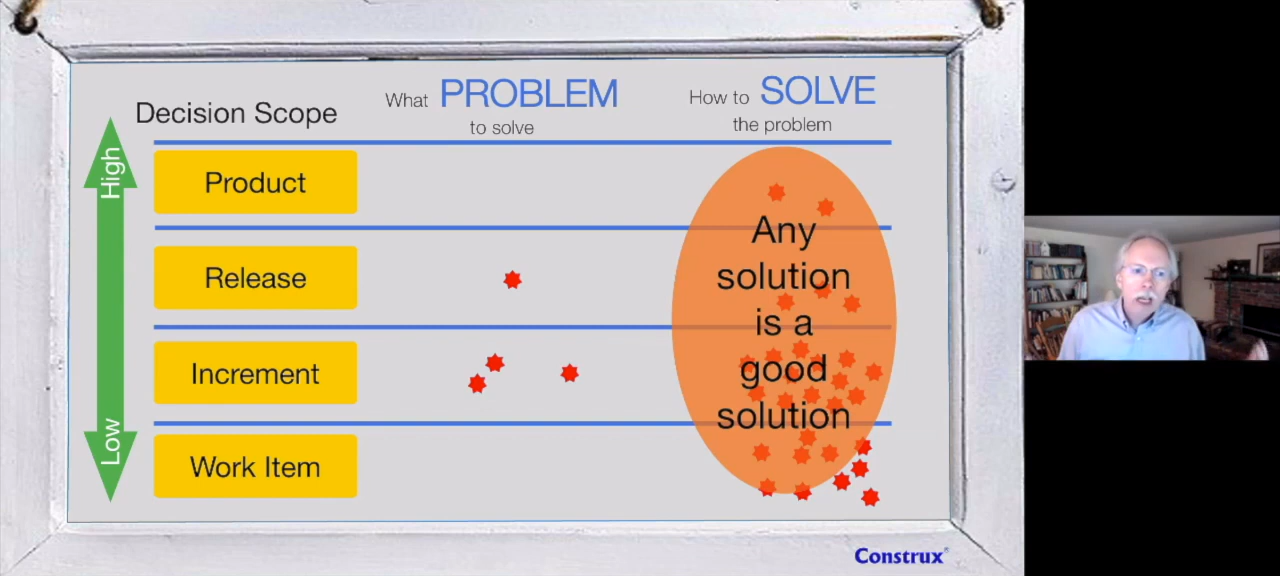 Decision Scope
What PROBLEM
to solve
How to SOLVE
the problem
High
Low
Product
Release
Increment
Work Item
Any
solution
is a
good
solution
Construx®